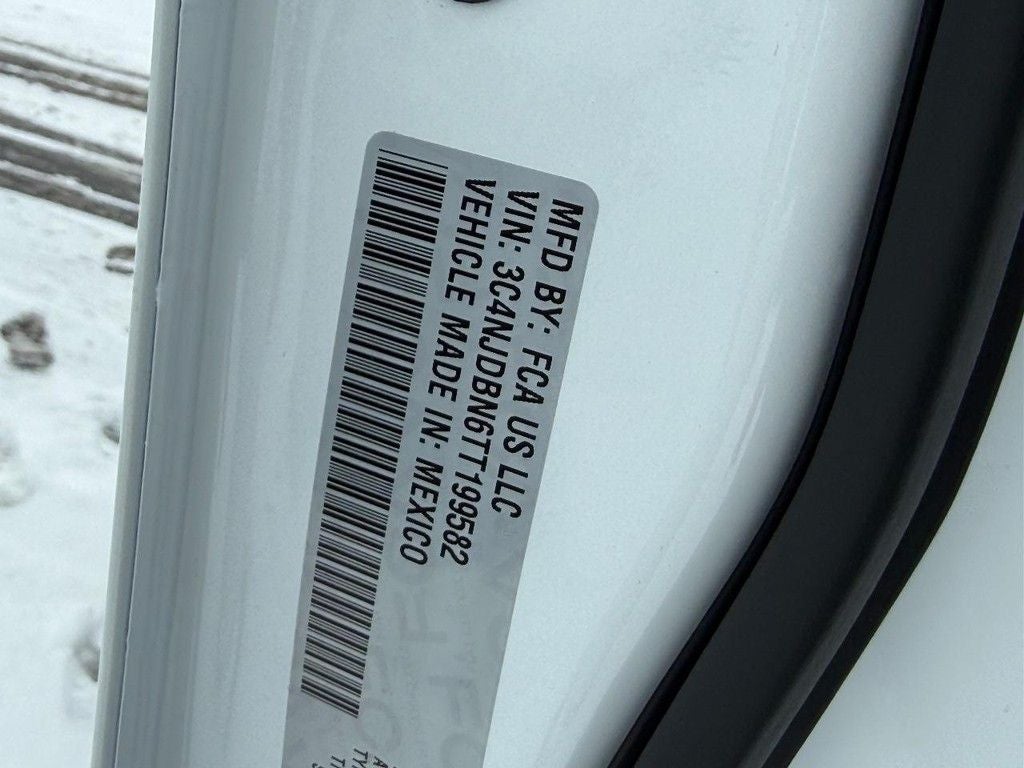 MFD BY: FCA US LLC
VIN: 3C4NJDBN6TT199582
VEHICLE MADE IN: MEXICO